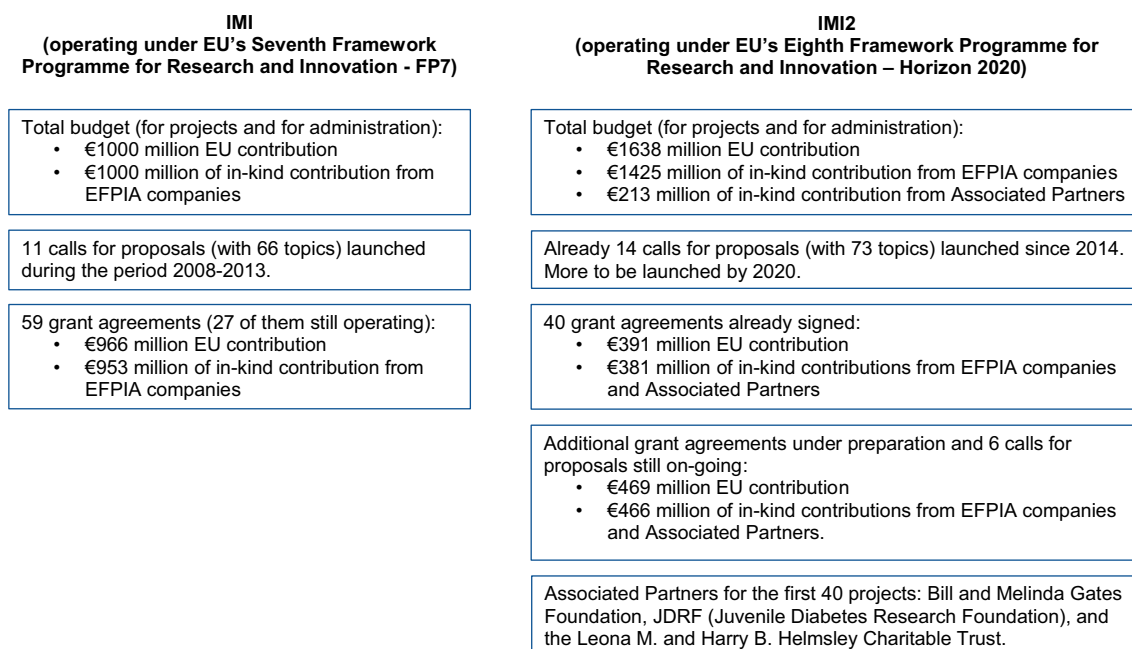 IMI
(operating under EU's Seventh Framework
Programme for Research and Innovation - FP7)
Total budget (for projects and for administration):
• €1000 million EU contribution
• €1000 million of in-kind contribution from
EFPIA companies
11 calls for proposals (with 66 topics) launched
during the period 2008-2013.
59 grant agreements (27 of them still operating):
• €966 million EU contribution
• €953 million of in-kind contribution from
EFPIA companies
IMI2
(operating under EU's Eighth Framework Programme for
Research and Innovation – Horizon 2020)
Total budget (for projects and for administration):
• €1638 million EU contribution
• €1425 million of in-kind contribution from EFPIA companies
• €213 million of in-kind contribution from Associated Partners
Already 14 calls for proposals (with 73 topics) launched since 2014.
More to be launched by 2020.
40 grant agreements already signed:
• €391 million EU contribution
• €381 million of in-kind contributions from EFPIA companies
and Associated Partners
Additional grant agreements under preparation and 6 calls for
proposals still on-going:
• €469 million EU contribution
• €466 million of in-kind contributions from EFPIA companies
and Associated Partners.
Associated Partners for the first 40 projects: Bill and Melinda Gates
Foundation, JDRF (Juvenile Diabetes Research Foundation), and
the Leona M. and Harry B. Helmsley Charitable Trust.